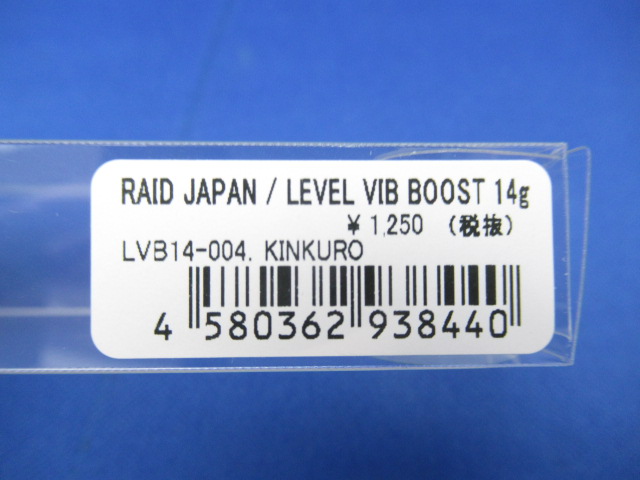 RAID JAPAN / LEVEL VIB BOOST 14g
¥ 1,250 (税抜)
LVB14-004. KINKURO
4 580362 938440